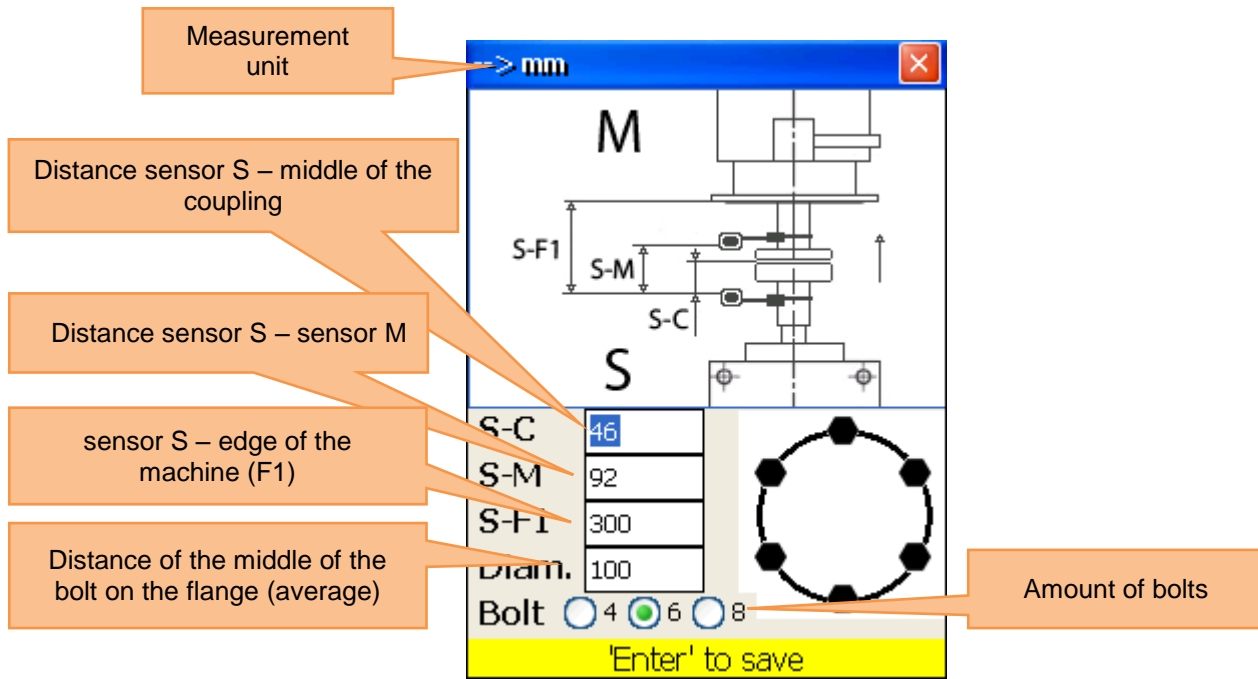 Measurement
unit
--> mm
M
Distance sensor S – middle of the
coupling
S-F1
S-M
S-C
S
Distance sensor S – sensor M
sensor S – edge of the
machine (F1)
Distance of the middle of the
bolt on the flange (average)
S-C 46
S-M 92
S-F1 300
Diam. 100
Bolt 4 6 8
Amount of bolts
'Enter' to save